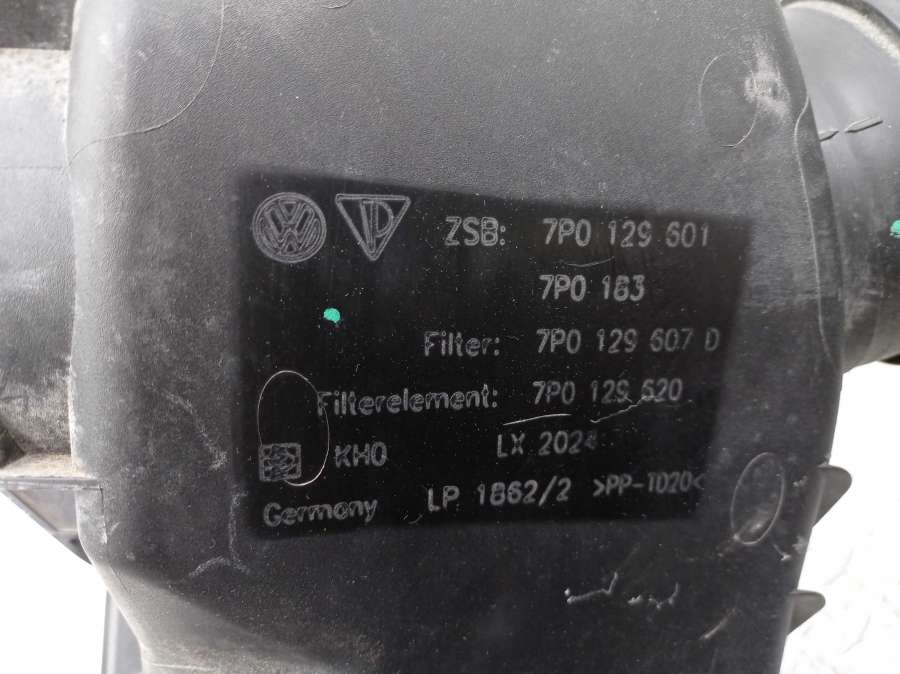 ZSB: 7P0 129 601
7P0 183
Filter: 7P0 129 607 D
Filterelement: 7P0 129 620
KHO LX 2024
Germany LP 1862/2 >PP-TD20<